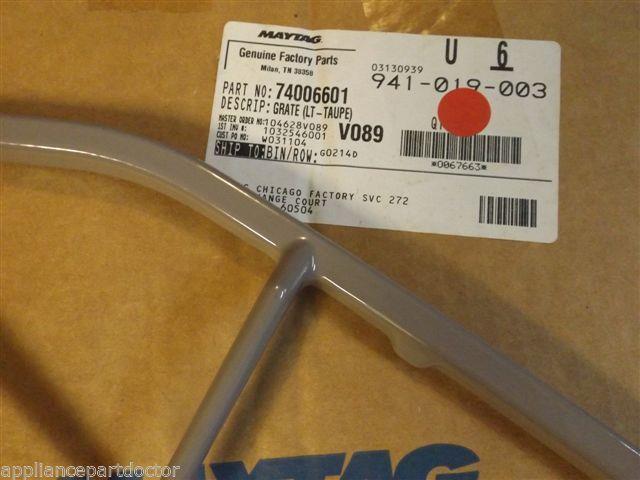 MAYTAG
Genuine Factory Parts
Milan, TN 38358
U 6
03130939
941-019-003
PART NO: 74006601
DESCRIP: GRATE (LT-TAUPE)
MASTER ORDER NO: 104628V089
1ST IMU #: 1032546001
CUST PO NO: W031104
V089
SHIP TO: BIN/ROW: G0214D
*0067663*
CHICAGO FACTORY SVC 272
COURT
60504
MAYTAG
appliancepartdoctor
appliancepartdoctor